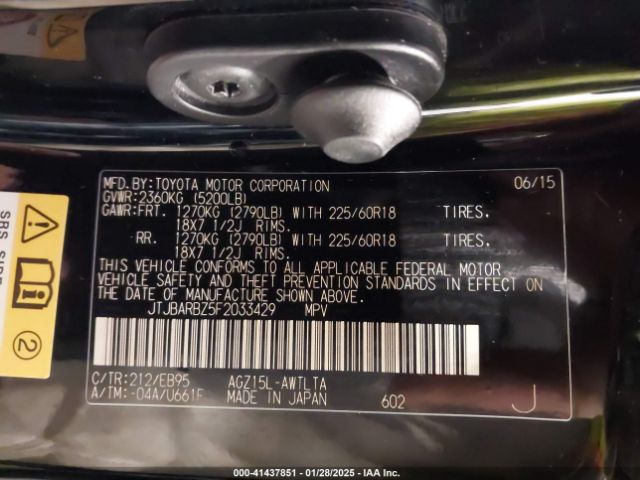 MFD.BY:TOYOTA MOTOR CORPORATION 06/15
GVWR:2360KG (5200LB)
GAWR:FRT. 1270KG (2790LB) WITH 225/60R18 TIRES.
18X7 1/2J RIMS.
RR. 1270KG (2790LB) WITH 225/60R18 TIRES.
18X7 1/2J RIMS.
THIS VEHICLE CONFORMS TO ALL APPLICABLE FEDERAL MOTOR
VEHICLE SAFETY AND THEFT PREVENTION STANDARDS IN EFFECT ON
THE DATE OF MANUFACTURE SHOWN ABOVE.
JTJBARBZ5F2033429 MPV
C/TR:212/EB95 AGZ15L-AWTLTA
A/TM:-04A/U661F MADE IN JAPAN 602 J
SRS SIDE
2
000-41437851 | 01/28/2025 | IAA Inc.